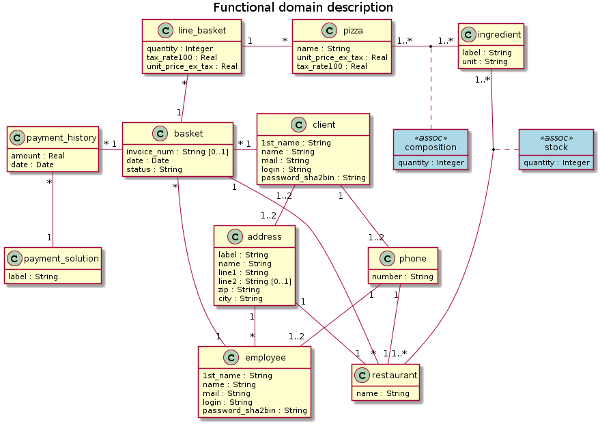 Functional domain description
C line_basket
quantity : Integer
tax_rate100 : Real
unit_price_ex_tax : Real
1 *
C pizza
name : String
unit_price_ex_tax : Real
tax_rate100 : Real
1..* 1..*
C ingredient
label : String
unit : String
*
1
1..*
C payment_history
amount : Real
date : Date
* 1
C basket
invoice_num : String [0..1]
date : Date
status : String
* 1
C client
1st_name : String
name : String
mail : String
login : String
password_sha2bin : String
«assoc»
composition
quantity : Integer
«assoc»
stock
quantity : Integer
* * 1 1..2 1
1 1..2 1..2
C payment_solution
label : String
C address
label : String
name : String
line1 : String
line2 : String [0..1]
zip : String
city : String
C phone
number : String
1 1 1 1
1 * 1..2 1 * 1 1..*
C employee
1st_name : String
name : String
mail : String
login : String
password_sha2bin : String
C restaurant
name : String